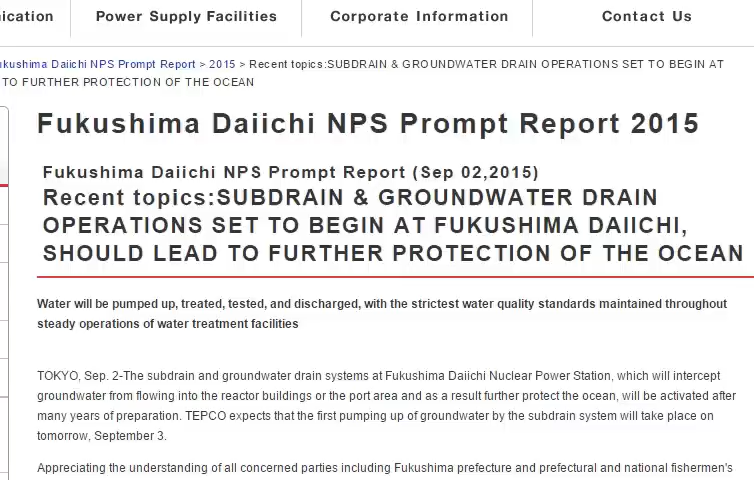 Power Supply Facilities Corporate Information Contact Us
Fukushima Daiichi NPS Prompt Report > 2015 > Recent topics:SUBDRAIN & GROUNDWATER DRAIN OPERATIONS SET TO BEGIN AT
TO FURTHER PROTECTION OF THE OCEAN
Fukushima Daiichi NPS Prompt Report 2015
Fukushima Daiichi NPS Prompt Report (Sep 02,2015)
Recent topics:SUBDRAIN & GROUNDWATER DRAIN
OPERATIONS SET TO BEGIN AT FUKUSHIMA DAIICHI,
SHOULD LEAD TO FURTHER PROTECTION OF THE OCEAN
Water will be pumped up, treated, tested, and discharged, with the strictest water quality standards maintained throughout
steady operations of water treatment facilities
TOKYO, Sep. 2-The subdrain and groundwater drain systems at Fukushima Daiichi Nuclear Power Station, which will intercept
groundwater from flowing into the reactor buildings or the port area and as a result further protect the ocean, will be activated after
many years of preparation. TEPCO expects that the first pumping up of groundwater by the subdrain system will take place on
tomorrow, September 3.
Appreciating the understanding of all concerned parties including Fukushima prefecture and prefectural and national fishermen's